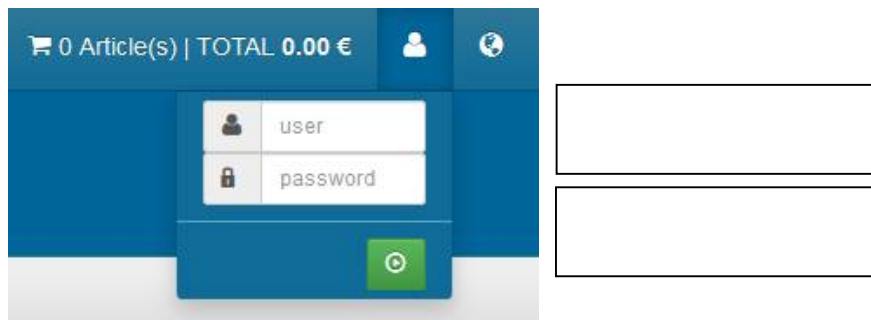 0 Article(s) | TOTAL 0.00 €
user
password